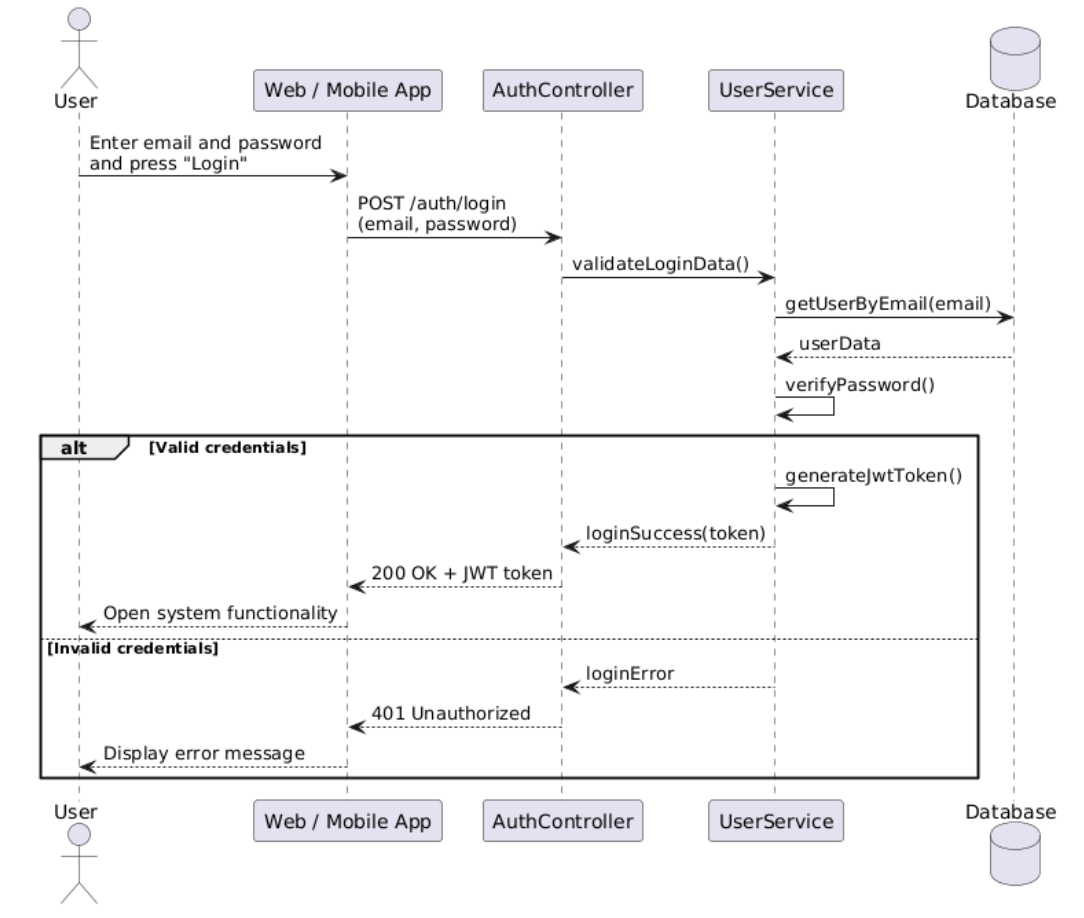 User
Web / Mobile App
AuthController
UserService
Database
Enter email and password
and press "Login"
POST /auth/login
(email, password)
validateLoginData()
getUserByEmail(email)
userData
verifyPassword()
alt
[Valid credentials]
generateJwtToken()
loginSuccess(token)
200 OK + JWT token
Open system functionality
[Invalid credentials]
loginError
401 Unauthorized
Display error message
User
Web / Mobile App
AuthController
UserService
Database